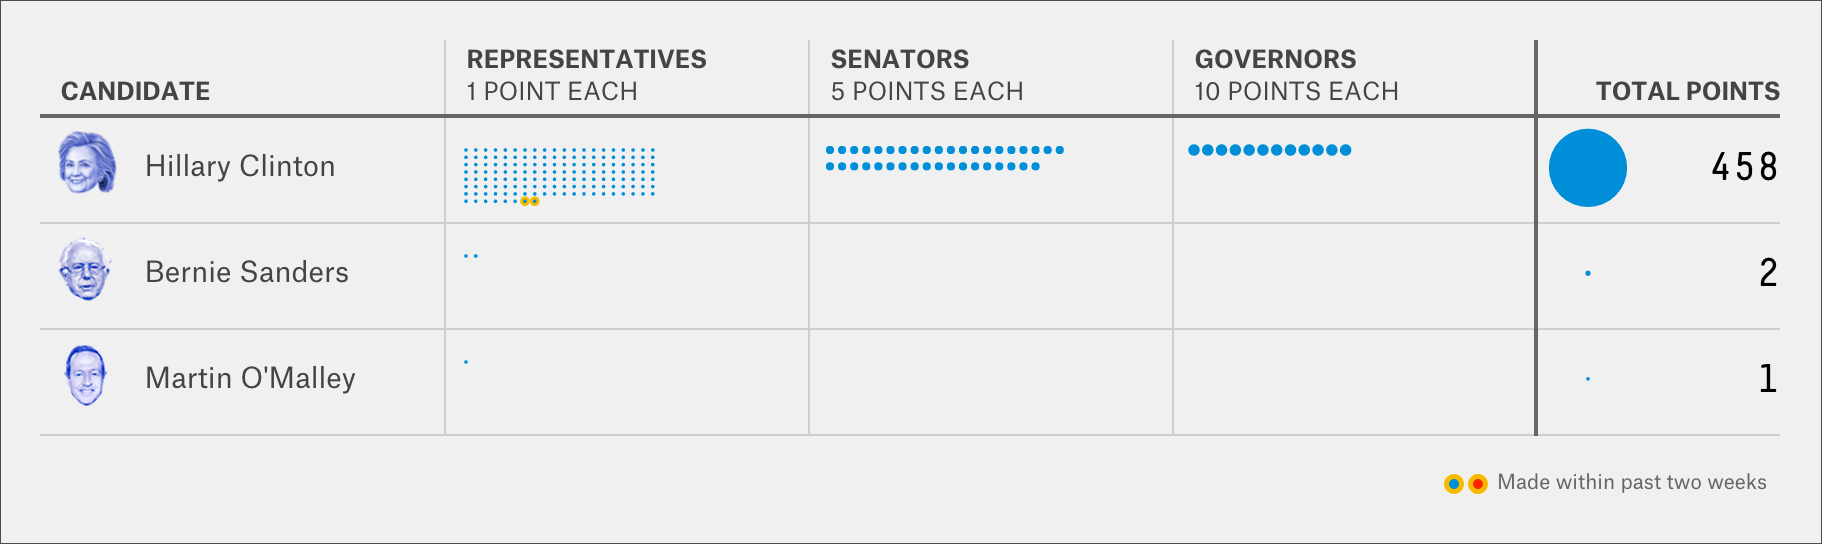 CANDIDATE
REPRESENTATIVES
1 POINT EACH
SENATORS
5 POINTS EACH
GOVERNORS
10 POINTS EACH
TOTAL POINTS
Hillary Clinton
458
Bernie Sanders
2
Martin O'Malley
1
Made within past two weeks